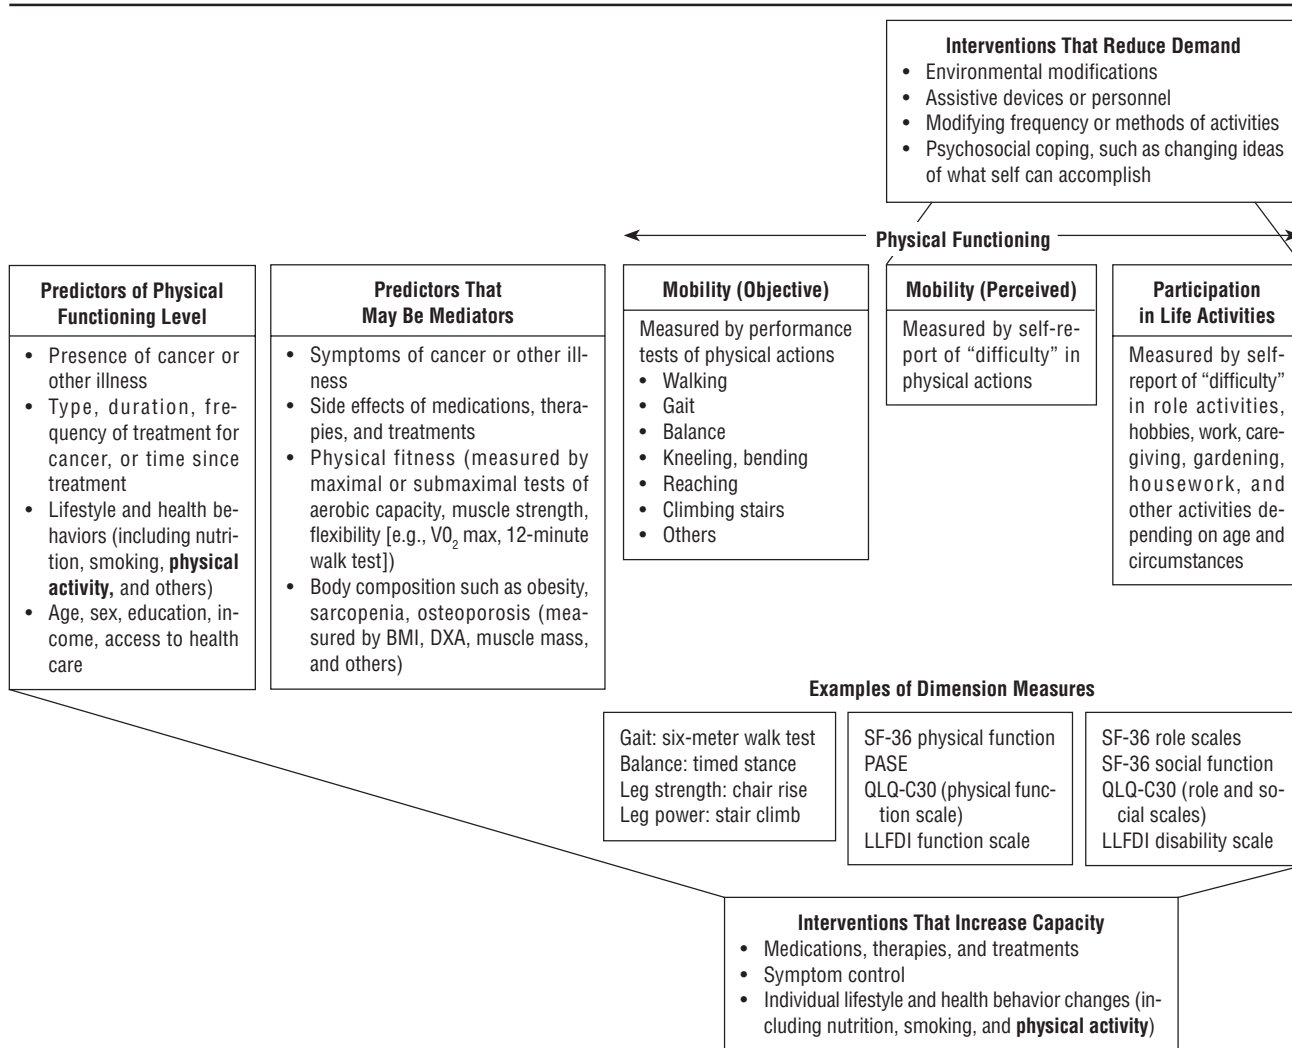 Interventions That Reduce Demand
• Environmental modifications
• Assistive devices or personnel
• Modifying frequency or methods of activities
• Psychosocial coping, such as changing ideas
of what self can accomplish
Physical Functioning
Predictors of Physical
Functioning Level
• Presence of cancer or
other illness
• Type, duration, fre-
quency of treatment for
cancer, or time since
treatment
• Lifestyle and health be-
haviors (including nutri-
tion, smoking, physical
activity, and others)
• Age, sex, education, in-
come, access to health
care
Predictors That
May Be Mediators
• Symptoms of cancer or other ill-
ness
• Side effects of medications, thera-
pies, and treatments
• Physical fitness (measured by
maximal or submaximal tests of
aerobic capacity, muscle strength,
flexibility [e.g., V0₂ max, 12-minute
walk test])
• Body composition such as obesity,
sarcopenia, osteoporosis (mea-
sured by BMI, DXA, muscle mass,
and others)
Mobility (Objective)
Measured by performance
tests of physical actions
• Walking
• Gait
• Balance
• Kneeling, bending
• Reaching
• Climbing stairs
• Others
Mobility (Perceived)
Measured by self-re-
port of “difficulty” in
physical actions
Participation
in Life Activities
Measured by self-
report of “difficulty”
in role activities,
hobbies, work, care-
giving, gardening,
housework, and
other activities de-
pending on age and
circumstances
Examples of Dimension Measures
Gait: six-meter walk test
Balance: timed stance
Leg strength: chair rise
Leg power: stair climb
SF-36 physical function
PASE
QLQ-C30 (physical func-
tion scale)
LLFDI function scale
SF-36 role scales
SF-36 social function
QLQ-C30 (role and so-
cial scales)
LLFDI disability scale
Interventions That Increase Capacity
• Medications, therapies, and treatments
• Symptom control
• Individual lifestyle and health behavior changes (in-
cluding nutrition, smoking, and physical activity)